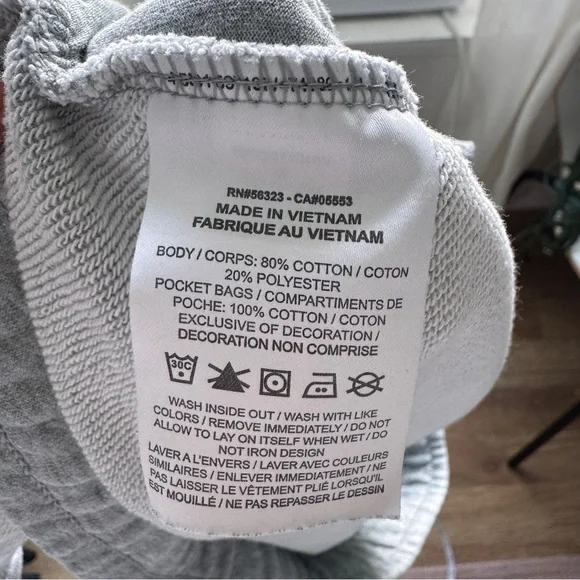 RN#56323 - CA#05553
MADE IN VIETNAM
FABRIQUE AU VIETNAM
BODY / CORPS: 80% COTTON / COTON
20% POLYESTER
POCKET BAGS / COMPARTIMENTS DE
POCHE: 100% COTTON / COTON
EXCLUSIVE OF DECORATION /
DECORATION NON COMPRISE
30C
WASH INSIDE OUT / WASH WITH LIKE
COLORS / REMOVE IMMEDIATELY / DO NOT
ALLOW TO LAY ON ITSELF WHEN WET / DO
NOT IRON DESIGN
LAVER A L'ENVERS / LAVER AVEC COULEURS
SIMILAIRES / ENLEVER IMMEDIATEMENT / NE
PAS LAISSER LE VÊTEMENT PLIÉ LORSQU'IL
EST MOUILLÉ / NE PAS REPASSER LE DESSIN